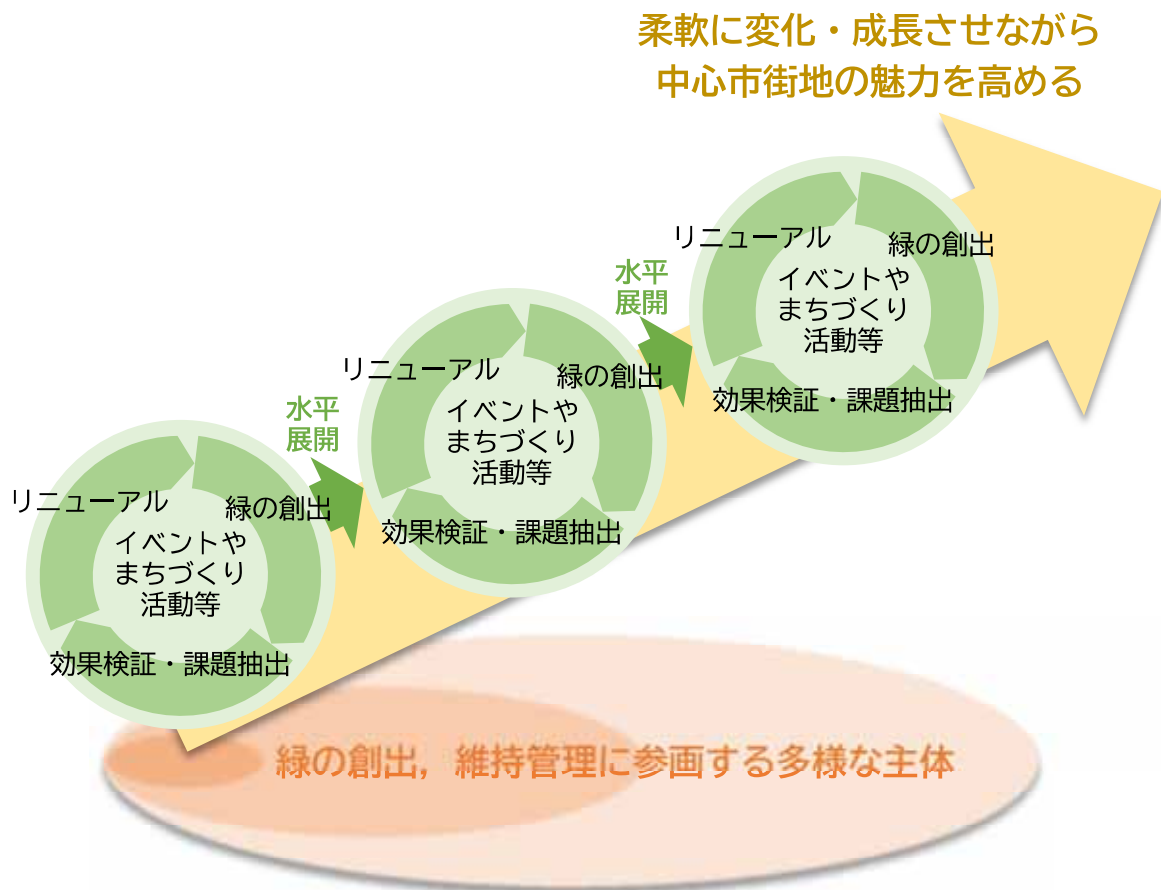 柔軟に変化・成長させながら
中心市街地の魅力を高める
リニューアル
緑の創出
イベントや
まちづくり
活動等
効果検証・課題抽出
水平
展開
リニューアル
緑の創出
イベントや
まちづくり
活動等
効果検証・課題抽出
水平
展開
リニューアル
緑の創出
イベントや
まちづくり
活動等
効果検証・課題抽出
緑の創出，維持管理に参画する多様な主体